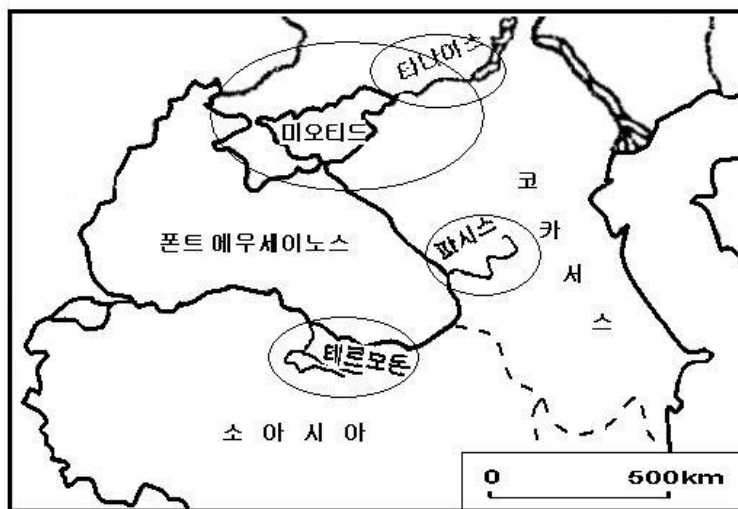 타나이스
미오티드
코
카
서
스
파시스
폰트 에우세이노스
테르모돈
소 아 시 아
0 500km